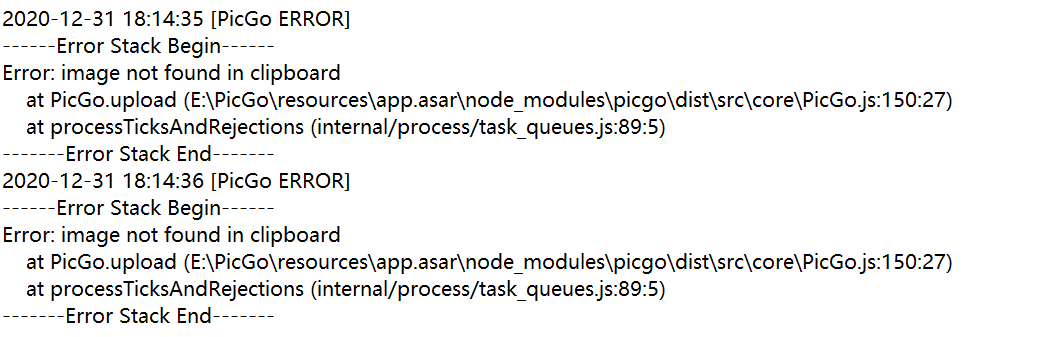 2020-12-31 18:14:35 [PicGo ERROR]
------Error Stack Begin------
Error: image not found in clipboard
at PicGo.upload (E:\PicGo\resources\app.asar\node_modules\picgo\dist\src\core\PicGo.js:150:27)
at processTicksAndRejections (internal/process/task_queues.js:89:5)
-------Error Stack End-------
2020-12-31 18:14:36 [PicGo ERROR]
------Error Stack Begin------
Error: image not found in clipboard
at PicGo.upload (E:\PicGo\resources\app.asar\node_modules\picgo\dist\src\core\PicGo.js:150:27)
at processTicksAndRejections (internal/process/task_queues.js:89:5)
-------Error Stack End-------